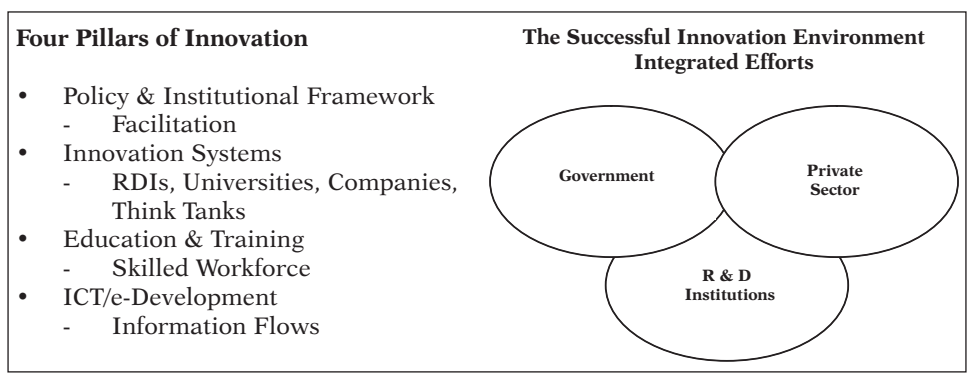 Four Pillars of Innovation
• Policy & Institutional Framework
- Facilitation
• Innovation Systems
- RDIs, Universities, Companies,
Think Tanks
• Education & Training
- Skilled Workforce
• ICT/e-Development
- Information Flows
The Successful Innovation Environment
Integrated Efforts
Government
Private
Sector
R & D
Institutions